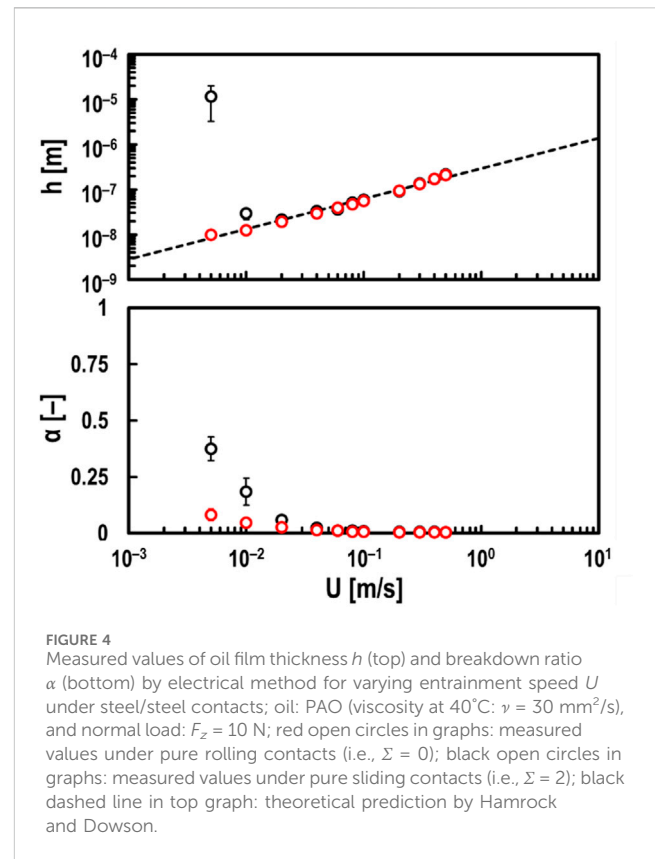 10⁻⁴
10⁻⁵
10⁻⁶
10⁻⁷
10⁻⁸
10⁻⁹
h [m]
1
0.75
0.5
0.25
0
α [–]
10⁻³ 10⁻² 10⁻¹ 10⁰ 10¹
U [m/s]
FIGURE 4
Measured values of oil film thickness h (top) and breakdown ratio
α (bottom) by electrical method for varying entrainment speed U
under steel/steel contacts; oil: PAO (viscosity at 40°C: ν = 30 mm²/s),
and normal load: F_z = 10 N; red open circles in graphs: measured
values under pure rolling contacts (i.e., Σ = 0); black open circles in
graphs: measured values under pure sliding contacts (i.e., Σ = 2); black
dashed line in top graph: theoretical prediction by Hamrock
and Dowson.